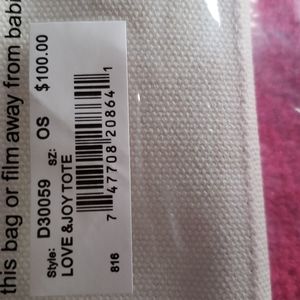 this bag or film away from babi
Style: D30059 SZ: OS $100.00
LOVE &JOY TOTE
7 47708 20864 1
816